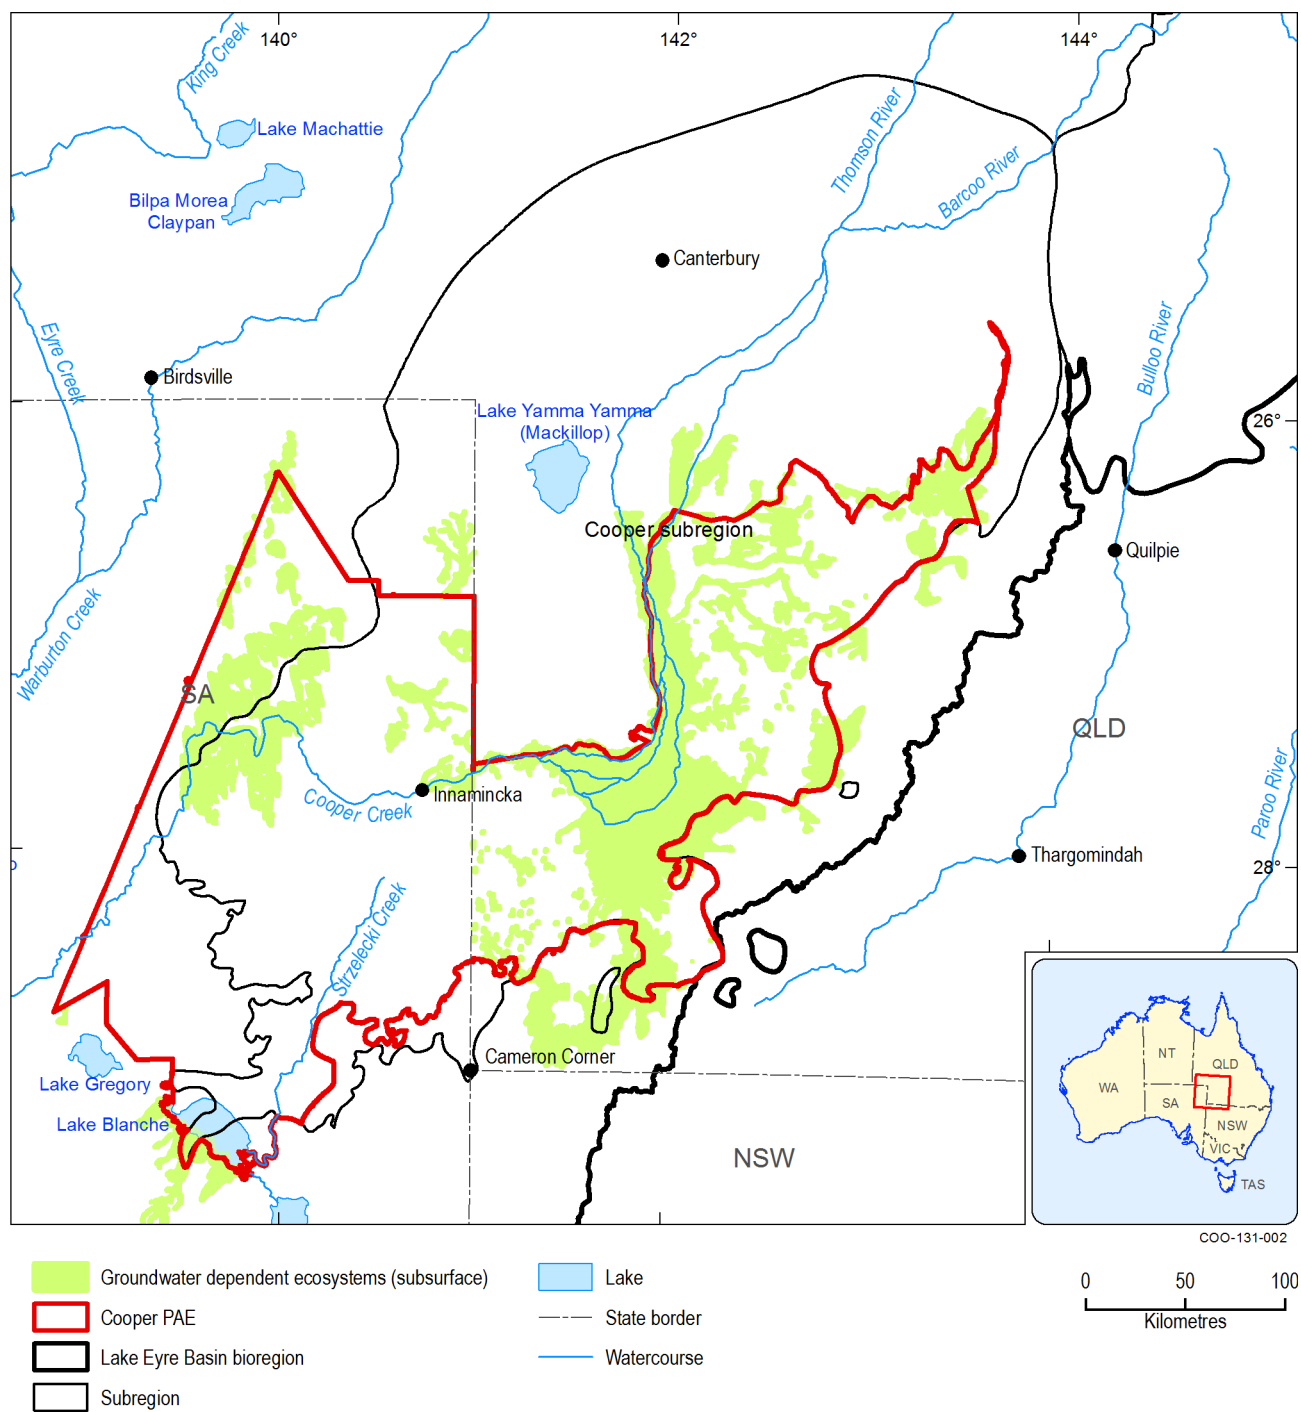 140°
142°
144°
King Creek
Lake Machattie
Thomson River
Barcoo River
Bilpa Morea
Claypan
Canterbury
Eyre Creek
Bulloo River
Birdsville
Lake Yamma Yamma
(Mackillop)
26°
Cooper subregion
Quilpie
Warburton Creek
SA
QLD
Paroo River
Innamincka
Cooper Creek
Thargomindah
28°
Strzelecki Creek
Cameron Corner
Lake Gregory
Lake Blanche
NSW
NT
QLD
WA
SA
NSW
VIC
TAS
COO-131-002
Groundwater dependent ecosystems (subsurface)
Cooper PAE
Lake Eyre Basin bioregion
Subregion
Lake
State border
Watercourse
0 50 100
Kilometres